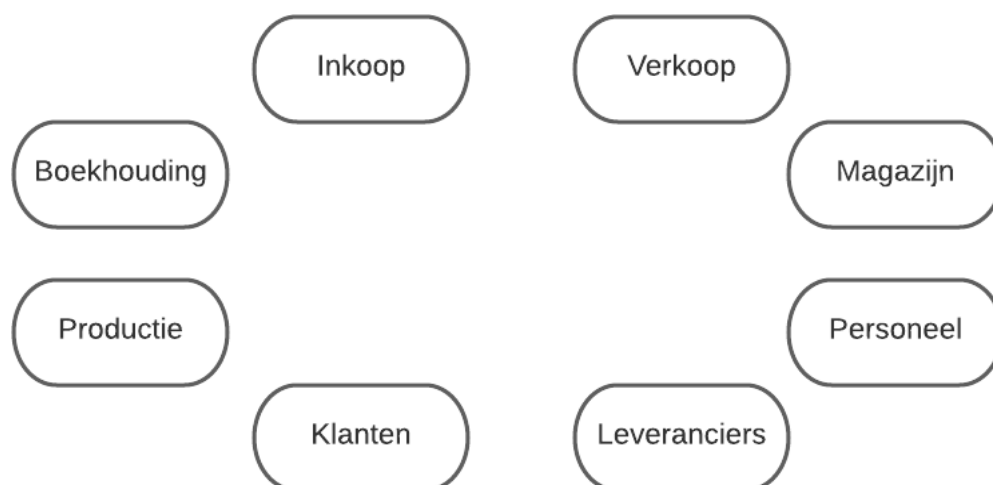 Inkoop
Verkoop
Boekhouding
Magazijn
Productie
Personeel
Klanten
Leveranciers